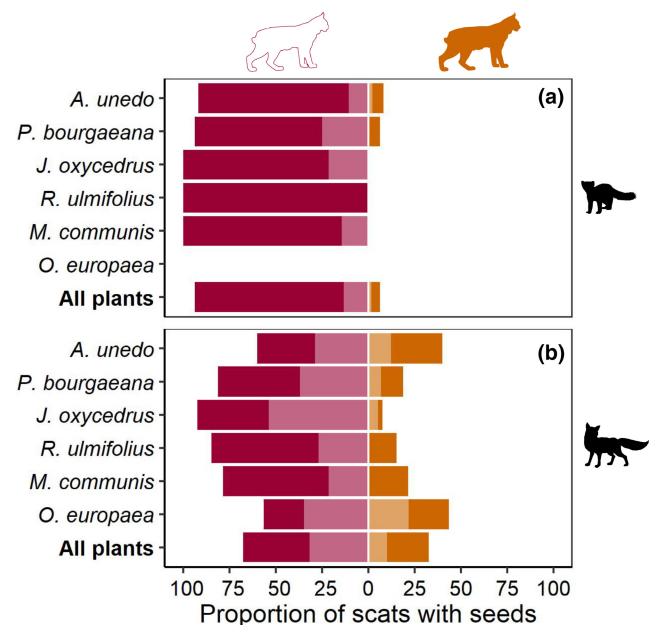 (a)
A. unedo
P. bourgaeana
J. oxycedrus
R. ulmifolius
M. communis
O. europaea
All plants
(b)
A. unedo
P. bourgaeana
J. oxycedrus
R. ulmifolius
M. communis
O. europaea
All plants
100 75 50 25 0 25 50 75 100
Proportion of scats with seeds